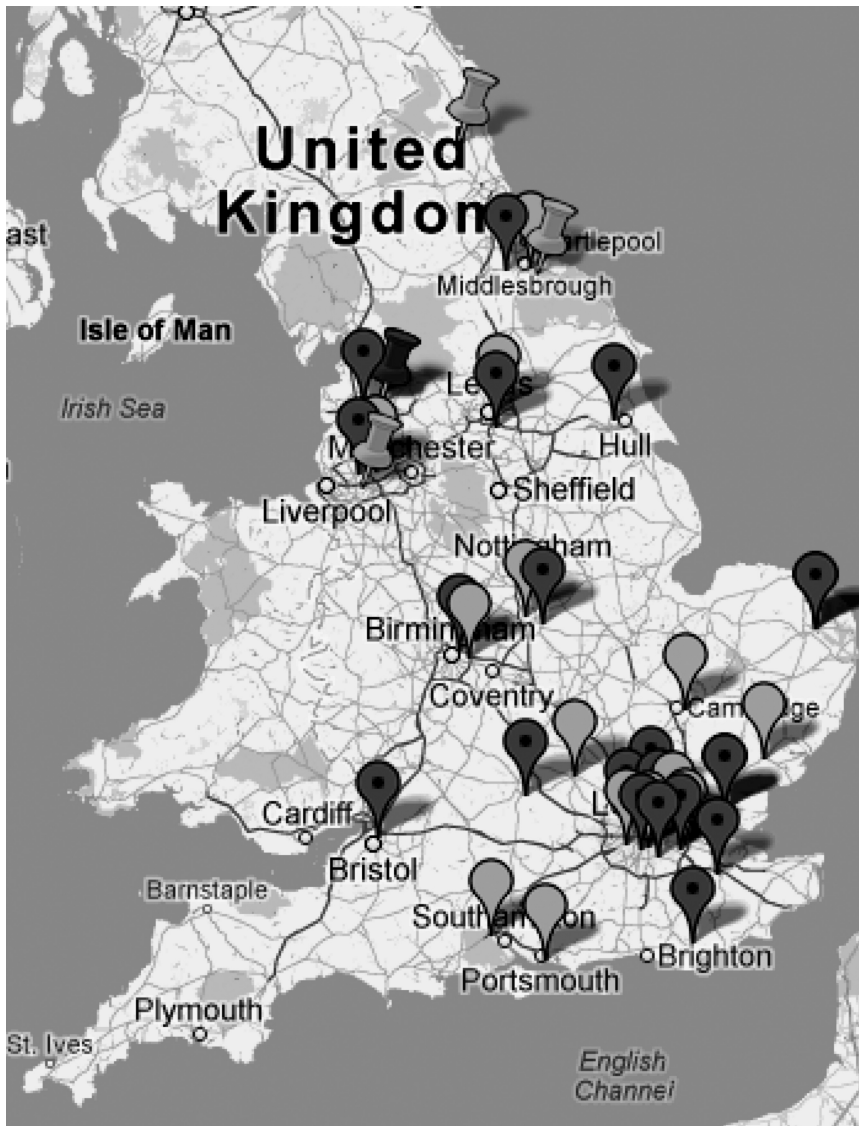 United
Kingdom
ast
Middlesbrough
Isle of Man
Irish Sea
Hull
Liverpool
Sheffield
Coventry
Cardiff
Bristol
Barnstaple
Brighton
Portsmouth
Plymouth
St. Ives
English
Channel